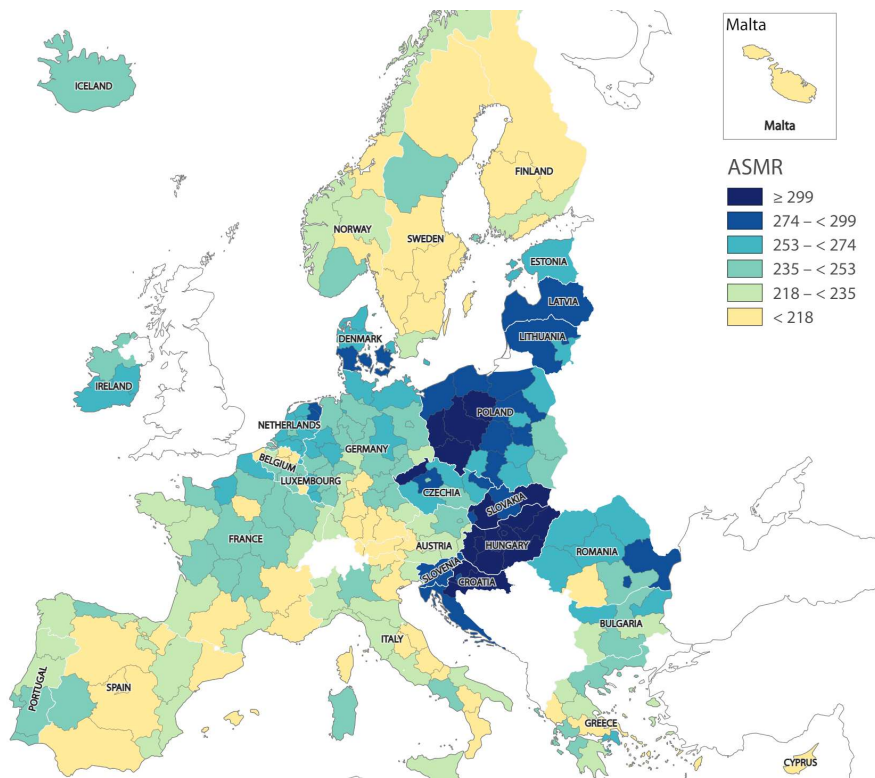 Malta
Malta
ICELAND
ASMR
≥ 299
274 – < 299
253 – < 274
235 – < 253
218 – < 235
< 218
FINLAND
NORWAY
SWEDEN
ESTONIA
LATVIA
DENMARK
LITHUANIA
IRELAND
POLAND
NETHERLANDS
GERMANY
BELGIUM
LUXEMBOURG
CZECHIA
SLOVAKIA
FRANCE
AUSTRIA
HUNGARY
ROMANIA
SLOVENIA
CROATIA
BULGARIA
ITALY
PORTUGAL
SPAIN
GREECE
CYPRUS